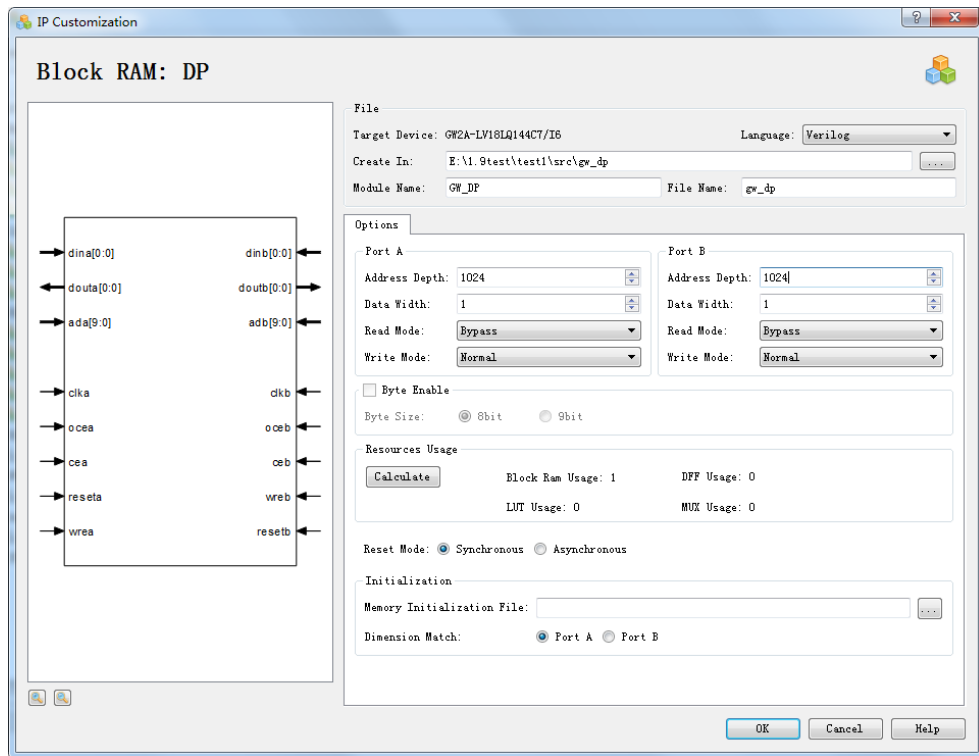 IP Customization
Block RAM: DP
File
Target Device: GW2A-LV18LQ144C7/I6 Language: Verilog
Create In: E:\1.9test\test1\src\gw_dp ...
Module Name: GW_DP File Name: gw_dp
Options
Port A Port B
Address Depth: 1024 Address Depth: 1024
Data Width: 1 Data Width: 1
Read Mode: Bypass Read Mode: Bypass
Write Mode: Normal Write Mode: Normal
Byte Enable
Byte Size: 8bit 9bit
Resources Usage
Calculate Block Ram Usage: 1 DFF Usage: 0
LUT Usage: 0 MUX Usage: 0
Reset Mode: Synchronous Asynchronous
Initialization
Memory Initialization File: ...
Dimension Match: Port A Port B
dina[0:0] dinb[0:0]
douta[0:0] doutb[0:0]
ada[9:0] adb[9:0]
clka clkb
ocea oceb
cea ceb
reseta wreb
wrea resetb
OK Cancel Help